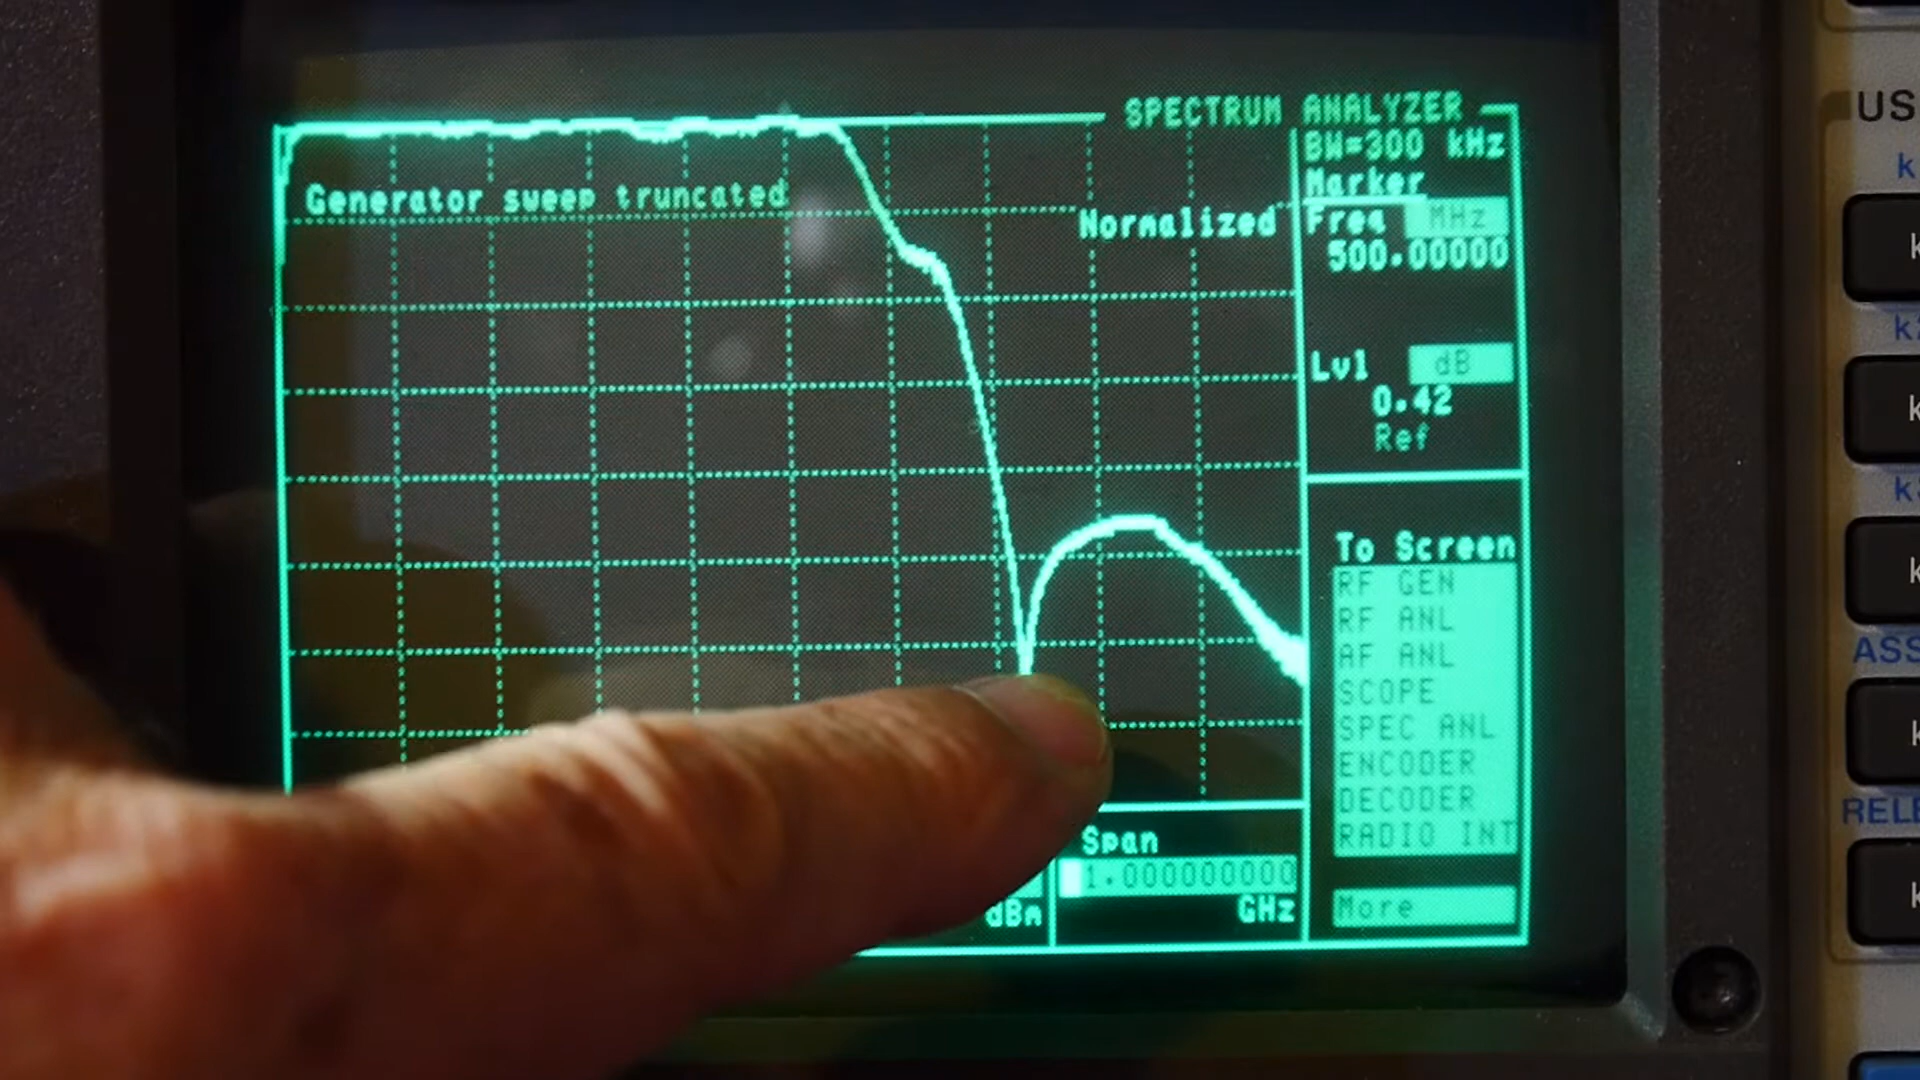 SPECTRUM ANALYZER
BW=300 kHz
Marker
Generator sweep truncated
Normalized
Freq MHz
500.00000
Lvl dB
0.42
Ref
To Screen
RF GEN
RF ANL
AF ANL
SCOPE
SPEC ANL
ENCODER
DECODER
RADIO INT
More
Span
1.000000000
dBm
GHz
US
k
k
ASS
RELE